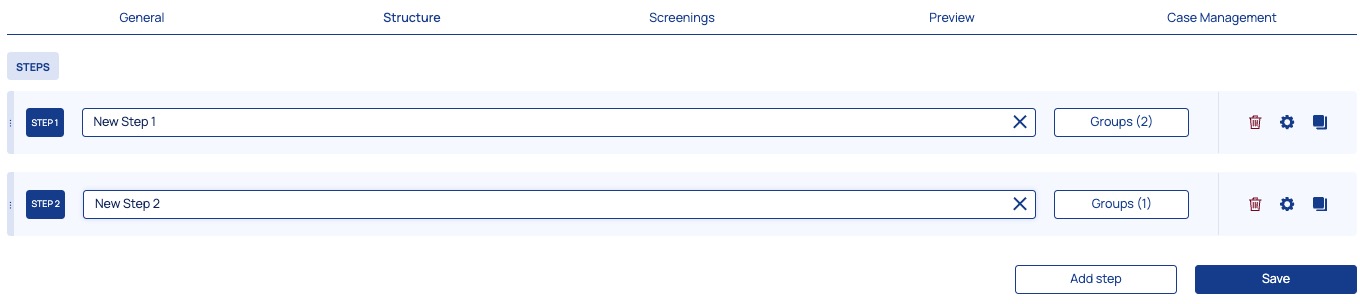 General Structure Screenings Preview Case Management
STEPS
STEP 1 New Step 1 Groups (2)
STEP 2 New Step 2 Groups (1)
Add step Save